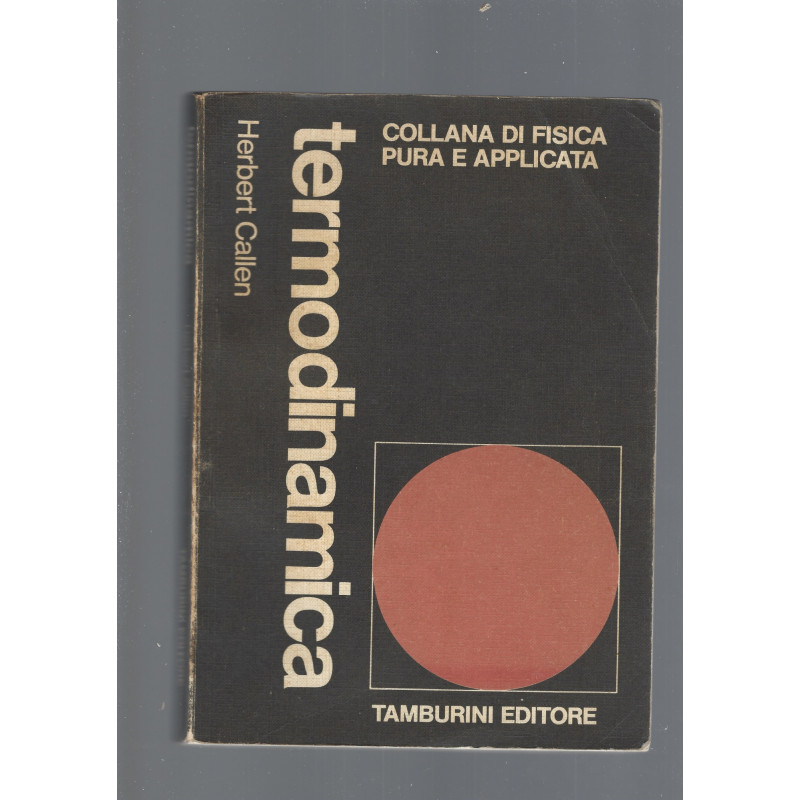 COLLANA DI FISICA
PURA E APPLICATA
termodinamica
Herbert Callen
TAMBURINI EDITORE